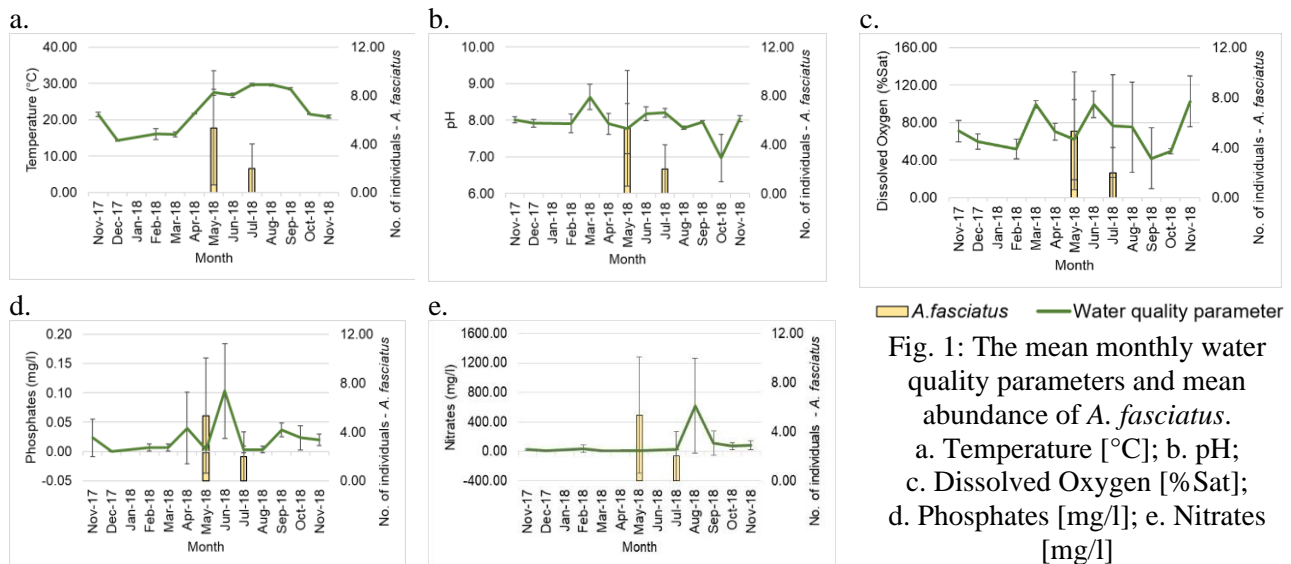 a.
40.00
30.00
20.00
10.00
0.00
Temperature (°C)
12.00
8.00
4.00
0.00
No. of individuals - A. fasciatus
Nov-17
Dec-17
Jan-18
Feb-18
Mar-18
Apr-18
May-18
Jun-18
Jul-18
Aug-18
Sep-18
Oct-18
Nov-18
Month
b.
10.00
9.00
8.00
7.00
6.00
pH
12.00
8.00
4.00
0.00
No. of individuals - A. fasciatus
Nov-17
Dec-17
Jan-18
Feb-18
Mar-18
Apr-18
May-18
Jun-18
Jul-18
Aug-18
Sep-18
Oct-18
Nov-18
Month
c.
160.00
120.00
80.00
40.00
0.00
Dissolved Oxygen (%Sat)
12.00
8.00
4.00
0.00
No. of individuals - A. fasciatus
Nov-17
Dec-17
Jan-18
Feb-18
Mar-18
Apr-18
May-18
Jun-18
Jul-18
Aug-18
Sep-18
Oct-18
Nov-18
Month
d.
0.20
0.15
0.10
0.05
0.00
-0.05
Phosphates (mg/l)
12.00
8.00
4.00
0.00
No. of individuals - A. fasciatus
Nov-17
Dec-17
Jan-18
Feb-18
Mar-18
Apr-18
May-18
Jun-18
Jul-18
Aug-18
Sep-18
Oct-18
Nov-18
Month
e.
1600.00
1200.00
800.00
400.00
0.00
-400.00
Nitrates (mg/l)
12.00
8.00
4.00
0.00
No. of individuals - A. fasciatus
Nov-17
Dec-17
Jan-18
Feb-18
Mar-18
Apr-18
May-18
Jun-18
Jul-18
Aug-18
Sep-18
Oct-18
Nov-18
Month
A.fasciatus Water quality parameter
Fig. 1: The mean monthly water
quality parameters and mean
abundance of A. fasciatus.
a. Temperature [°C]; b. pH;
c. Dissolved Oxygen [%Sat];
d. Phosphates [mg/l]; e. Nitrates
[mg/l]